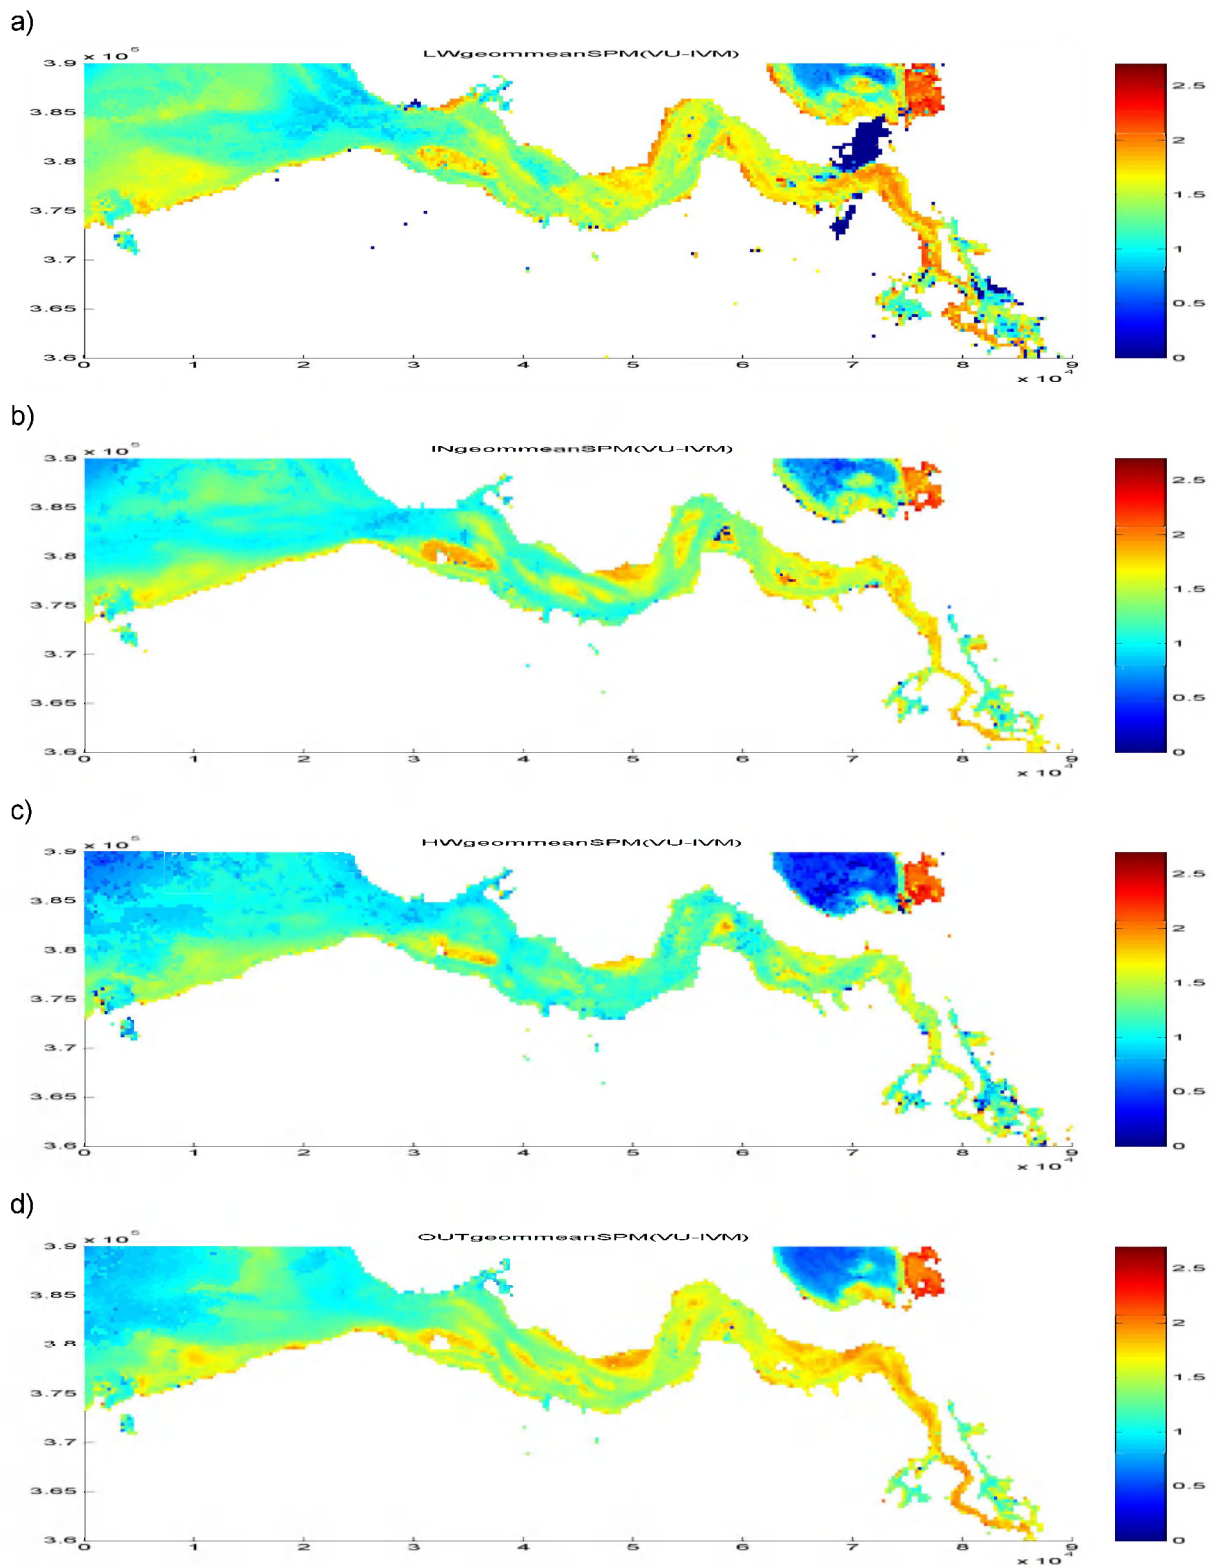 a)
x 10^5
LWgeommeanSPM(VU-IVM)
3.9
3.85
3.8
3.75
3.7
3.65
3.6
0 1 2 3 4 5 6 7 8 9
x 10^4
2.5
2
1.5
1
0.5
0
b)
x 10^5
INgeommeanSPM(VU-IVM)
3.9
3.85
3.8
3.75
3.7
3.65
3.6
0 1 2 3 4 5 6 7 8 9
x 10^4
2.5
2
1.5
1
0.5
0
c)
x 10^5
HWgeommeanSPM(VU-IVM)
3.9
3.85
3.8
3.75
3.7
3.65
3.6
0 1 2 3 4 5 6 7 8 9
x 10^4
2.5
2
1.5
1
0.5
0
d)
x 10^5
OUTgeommeanSPM(VU-IVM)
3.9
3.85
3.8
3.75
3.7
3.65
3.6
0 1 2 3 4 5 6 7 8 9
x 10^4
2.5
2
1.5
1
0.5
0